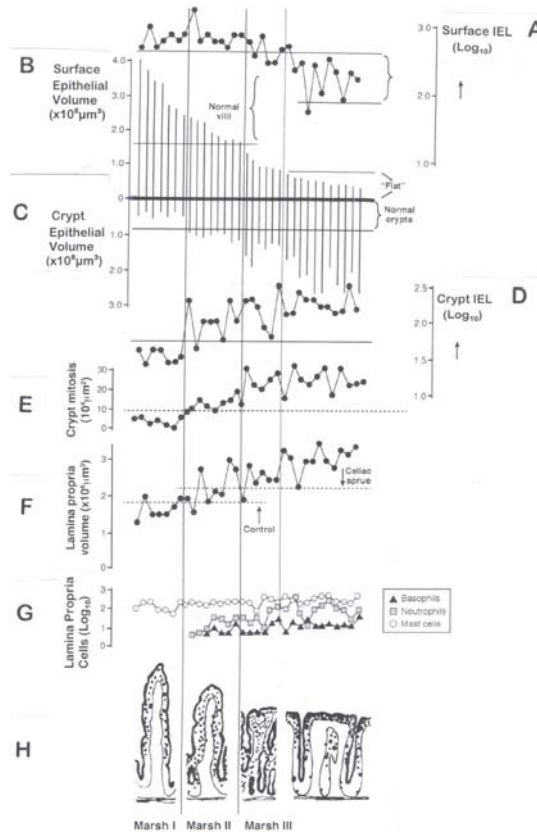 A
Surface IEL
(Log10)
3.0
2.0
1.0
B
Surface
Epithelial
Volume
(x10⁶µm³)
4.0
3.0
2.0
1.0
0
Normal
villi
"Flat"
Normal
crypts
C
Crypt
Epithelial
Volume
(x10⁶µm³)
1.0
2.0
3.0
D
Crypt IEL
(Log10)
2.5
2.0
1.5
1.0
E
Crypt mitosis
30
20
10
0
F
Lamina propria
volume (x10⁶µm³)
4
3
2
1
0
Celiac
sprue
Control
G
Lamina Propria
Cells (Log10)
3
2
1
0
Basophils
Neutrophils
Mast cells
H
Marsh I
Marsh II
Marsh III